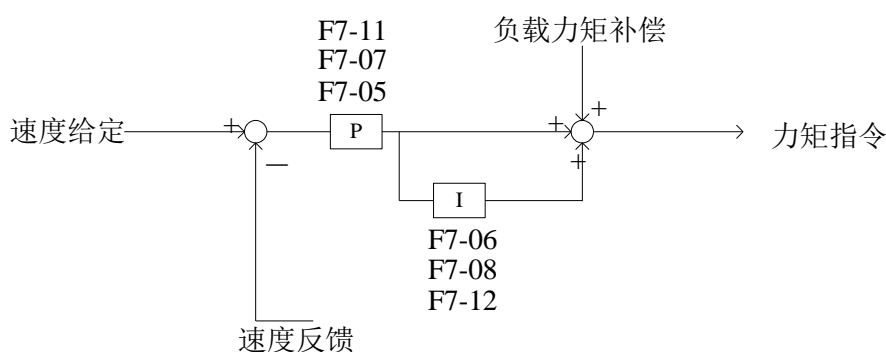 F7-11
F7-07
F7-05
负载力矩补偿
速度给定
+
P
+
+
力矩指令
—
+
I
F7-06
F7-08
F7-12
速度反馈